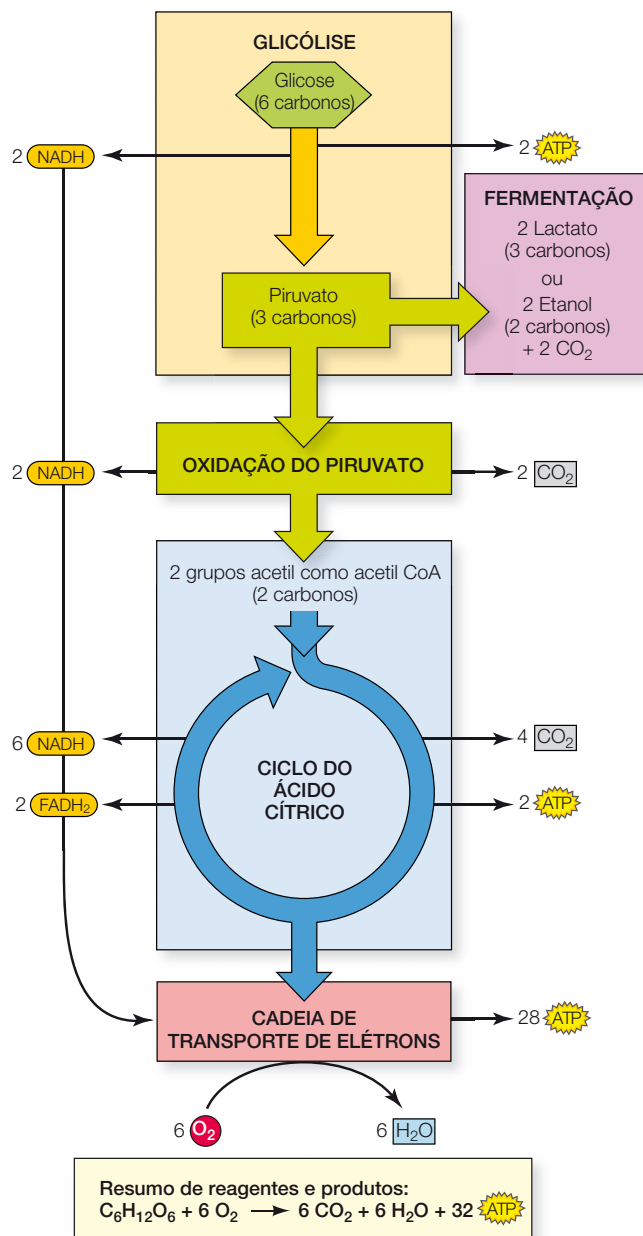 GLICÓLISE
Glicose
(6 carbonos)
2 NADH
2 ATP
FERMENTAÇÃO
2 Lactato
(3 carbonos)
ou
2 Etanol
(2 carbonos)
+ 2 CO₂
Piruvato
(3 carbonos)
2 NADH
OXIDAÇÃO DO PIRUVATO
2 CO₂
2 grupos acetil como acetil CoA
(2 carbonos)
6 NADH
4 CO₂
CICLO DO
ÁCIDO
CÍTRICO
2 FADH₂
2 ATP
CADEIA DE
TRANSPORTE DE ELÉTRONS
28 ATP
6 O₂
6 H₂O
Resumo de reagentes e produtos:
C₆H₁₂O₆ + 6 O₂ → 6 CO₂ + 6 H₂O + 32 ATP